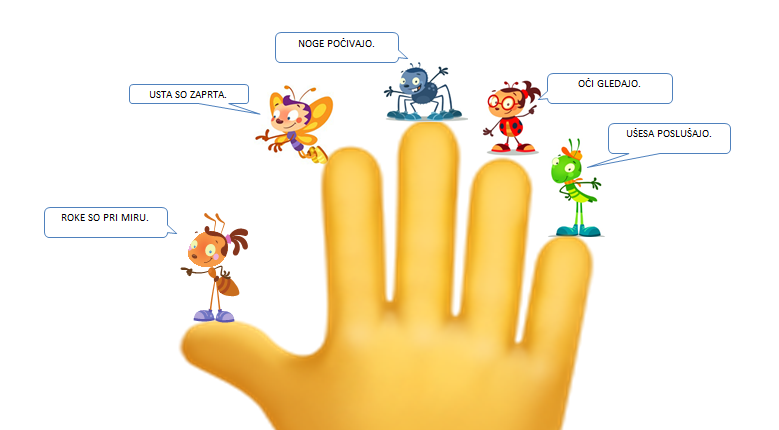 NOGE POČIVAJO.
USTA SO ZAPRTA.
OČI GLEDAJO.
UŠESA POSLUŠAJO.
ROKE SO PRI MIRU.